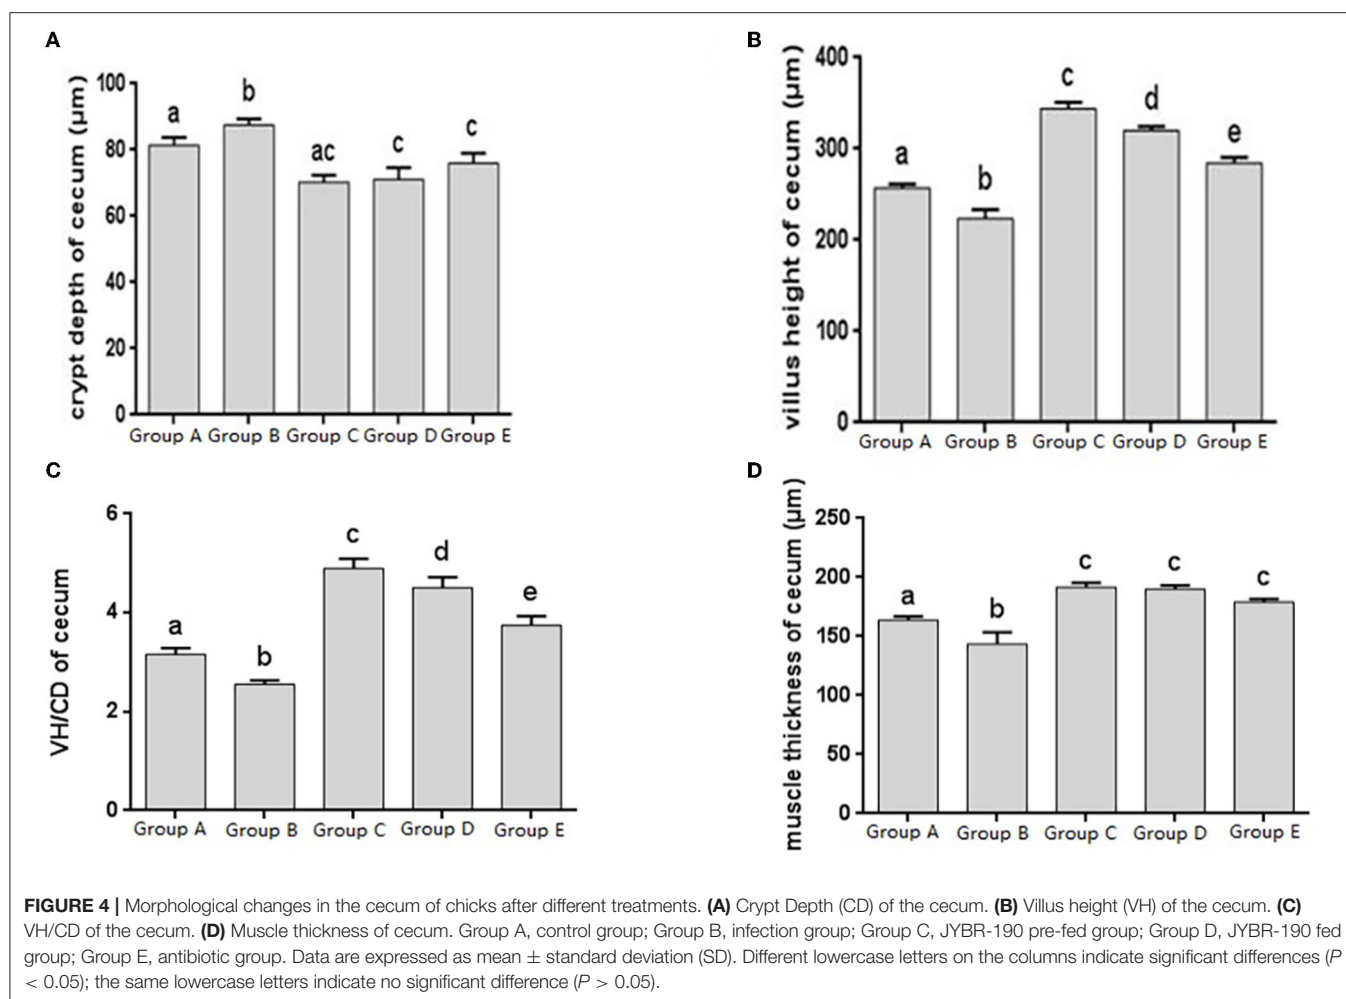 A
crypt depth of cecum (µm)
100
80
60
40
20
0
a
b
ac
c
c
Group A Group B Group C Group D Group E
B
villus height of cecum (µm)
400
300
200
100
0
a
b
c
d
e
Group A Group B Group C Group D Group E
C
VH/CD of cecum
6
4
2
0
a
b
c
d
e
Group A Group B Group C Group D Group E
D
muscle thickness of cecum (µm)
250
200
150
100
50
0
a
b
c
c
c
Group A Group B Group C Group D Group E
FIGURE 4 | Morphological changes in the cecum of chicks after different treatments. (A) Crypt Depth (CD) of the cecum. (B) Villus height (VH) of the cecum. (C)
VH/CD of the cecum. (D) Muscle thickness of cecum. Group A, control group; Group B, infection group; Group C, JYBR-190 pre-fed group; Group D, JYBR-190 fed
group; Group E, antibiotic group. Data are expressed as mean ± standard deviation (SD). Different lowercase letters on the columns indicate significant differences (P
< 0.05); the same lowercase letters indicate no significant difference (P > 0.05).